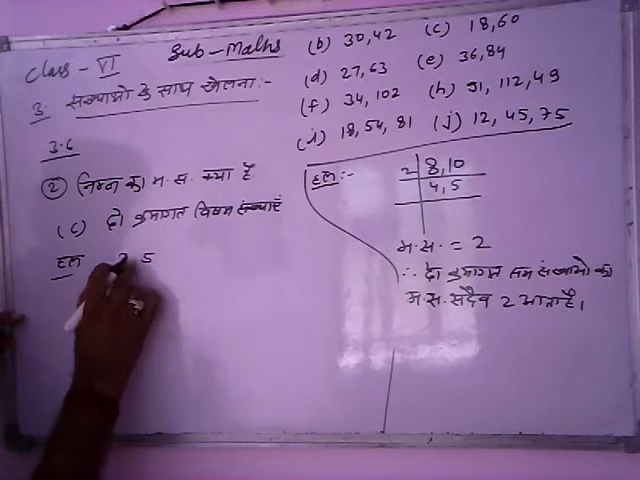 Class - VI Sub - Maths
3. संख्याओ के साथ खेलना :-
3.6
(2) निम्न का म.स. क्या है
(c) दो क्रमागत विषम संख्याएं
हल 3 5
(b) 30,42 (c) 18,60
(d) 27,63 (e) 36,84
(f) 34,102 (h) 91,112,49
(i) 18,54,81 (j) 12,45,75
हल :- 2 8,10
4,5
म.स. = 2
∴ दो क्रमागत सम संख्याओ का
म.स. सदैव 2 आता है।